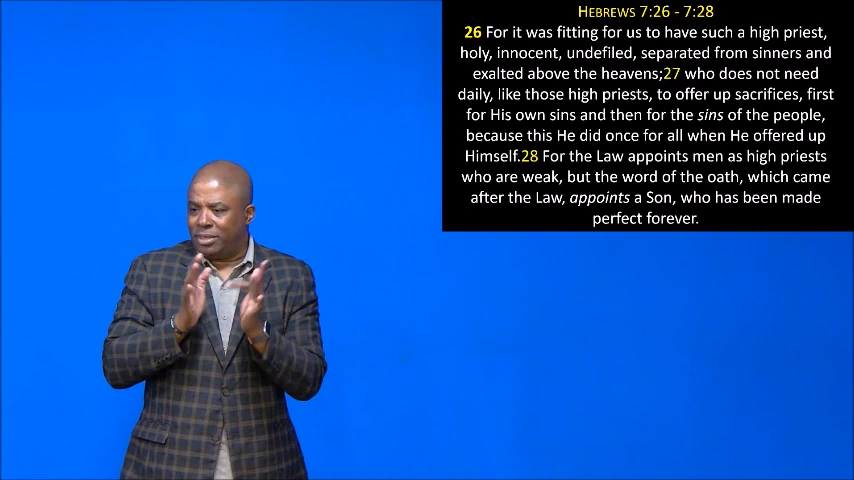 HEBREWS 7:26 - 7:28
26 For it was fitting for us to have such a high priest,
holy, innocent, undefiled, separated from sinners and
exalted above the heavens;27 who does not need
daily, like those high priests, to offer up sacrifices, first
for His own sins and then for the sins of the people,
because this He did once for all when He offered up
Himself.28 For the Law appoints men as high priests
who are weak, but the word of the oath, which came
after the Law, appoints a Son, who has been made
perfect forever.